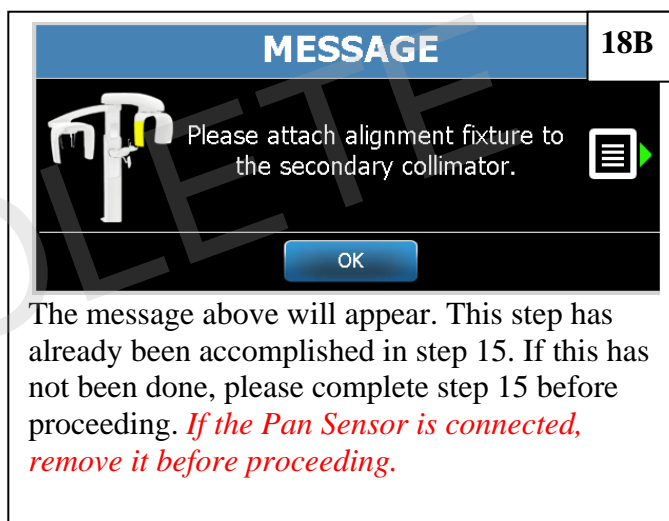 MESSAGE
18B
Please attach alignment fixture to
the secondary collimator.
OK
The message above will appear. This step has
already been accomplished in step 15. If this has
not been done, please complete step 15 before
proceeding. If the Pan Sensor is connected,
remove it before proceeding.